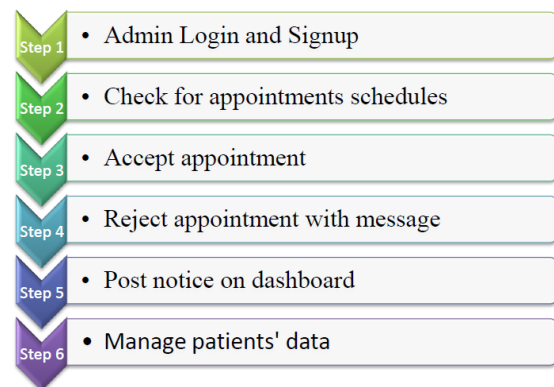 Step 1 • Admin Login and Signup
Step 2 • Check for appointments schedules
Step 3 • Accept appointment
Step 4 • Reject appointment with message
Step 5 • Post notice on dashboard
Step 6 • Manage patients' data